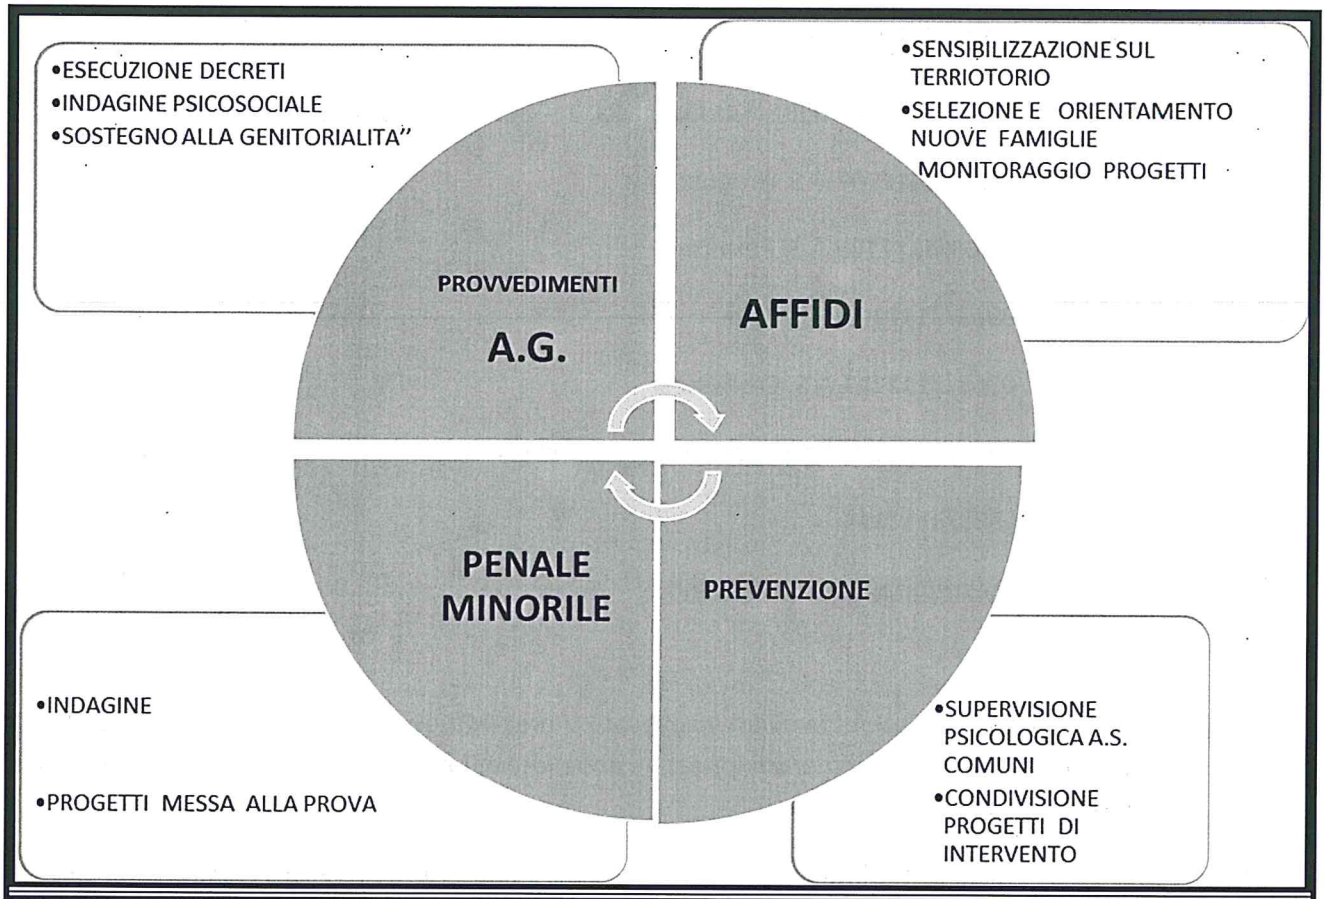 •ESECUZIONE DECRETI
•INDAGINE PSICOSOCIALE
•SOSTEGNO ALLA GENITORIALITA’’
•SENSIBILIZZAZIONE SUL
TERRIOTORIO
•SELEZIONE E ORIENTAMENTO
NUOVE FAMIGLIE
MONITORAGGIO PROGETTI
PROVVEDIMENTI
A.G.
AFFIDI
PENALE
MINORILE
PREVENZIONE
•INDAGINE
•PROGETTI MESSA ALLA PROVA
•SUPERVISIONE
PSICOLOGICA A.S.
COMUNI
•CONDIVISIONE
PROGETTI DI
INTERVENTO